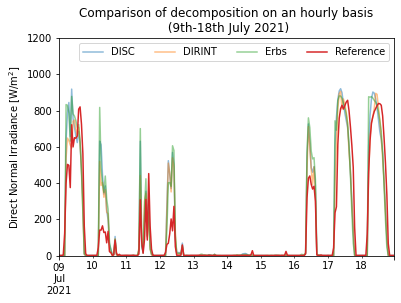 Comparison of decomposition on an hourly basis
(9th-18th July 2021)
DISC DIRINT Erbs Reference
Direct Normal Irradiance [W/m²]
1200
1000
800
600
400
200
0
09 10 11 12 13 14 15 16 17 18
Jul
2021